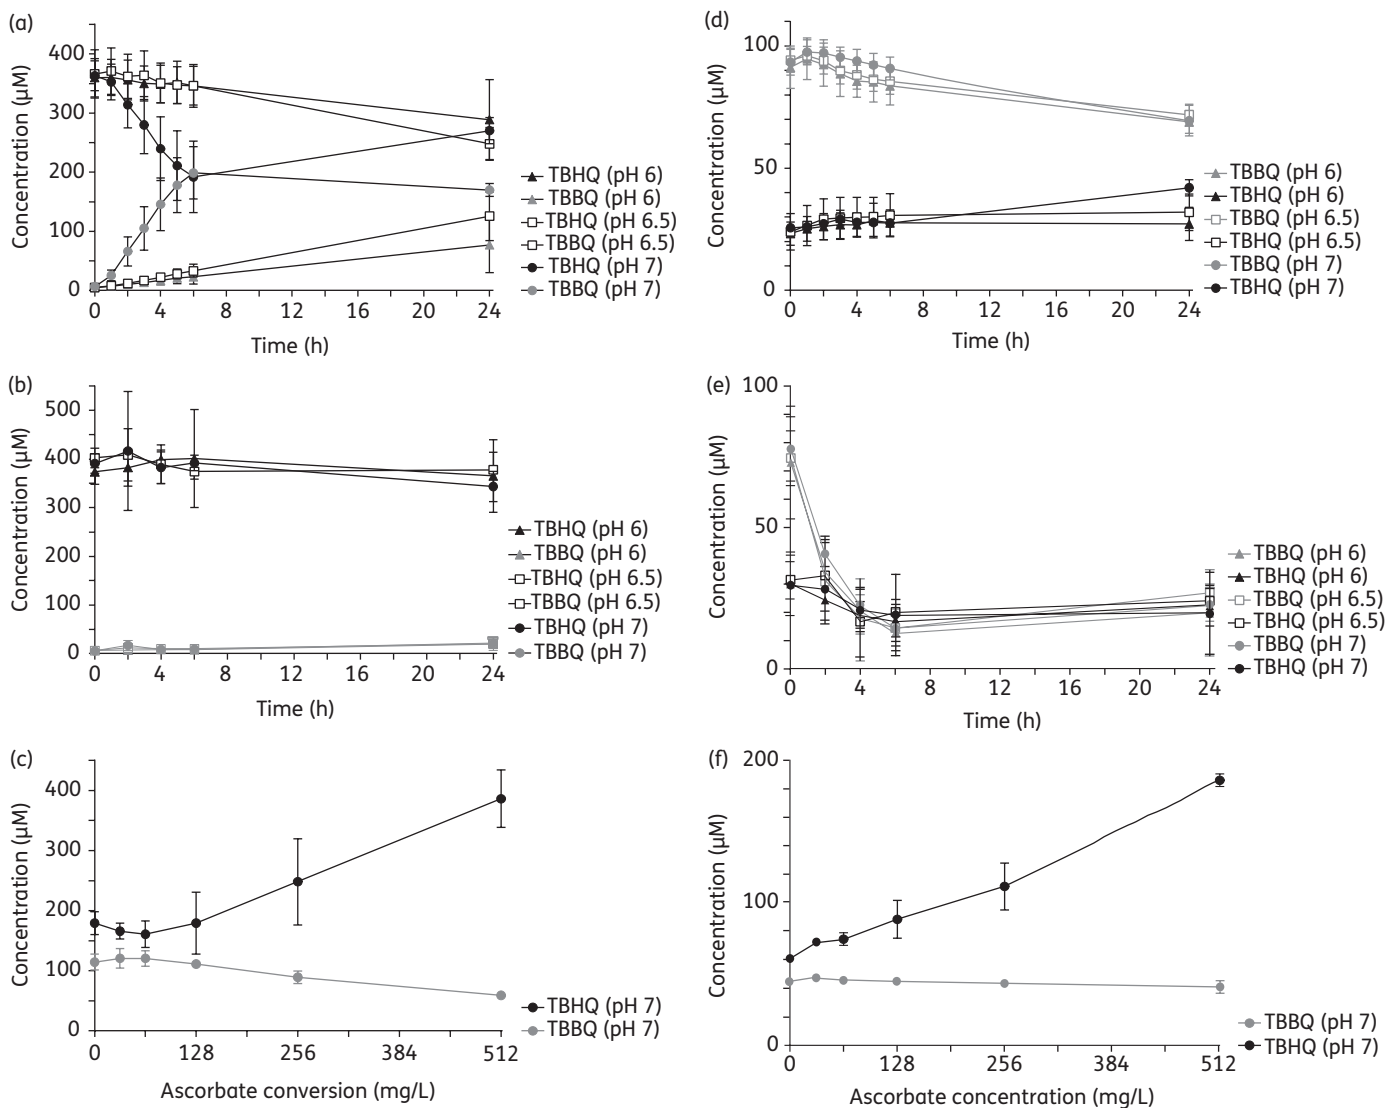 (a)
Concentration (µM)
400
300
200
100
0
0 4 8 12 16 20 24
Time (h)
TBHQ (pH 6)
TBBQ (pH 6)
TBHQ (pH 6.5)
TBBQ (pH 6.5)
TBHQ (pH 7)
TBBQ (pH 7)
(d)
Concentration (µM)
100
50
0
0 4 8 12 16 20 24
Time (h)
TBBQ (pH 6)
TBHQ (pH 6)
TBBQ (pH 6.5)
TBHQ (pH 6.5)
TBBQ (pH 7)
TBHQ (pH 7)
(b)
Concentration (µM)
500
400
300
200
100
0
0 4 8 12 16 20 24
Time (h)
TBHQ (pH 6)
TBBQ (pH 6)
TBHQ (pH 6.5)
TBBQ (pH 6.5)
TBHQ (pH 7)
TBBQ (pH 7)
(e)
Concentration (µM)
100
50
0
0 4 8 12 16 20 24
Time (h)
TBBQ (pH 6)
TBHQ (pH 6)
TBBQ (pH 6.5)
TBHQ (pH 6.5)
TBBQ (pH 7)
TBHQ (pH 7)
(c)
Concentration (µM)
400
300
200
100
0
0 128 256 384 512
Ascorbate conversion (mg/L)
TBHQ (pH 7)
TBBQ (pH 7)
(f)
Concentration (µM)
200
100
0
0 128 256 384 512
Ascorbate concentration (mg/L)
TBBQ (pH 7)
TBHQ (pH 7)